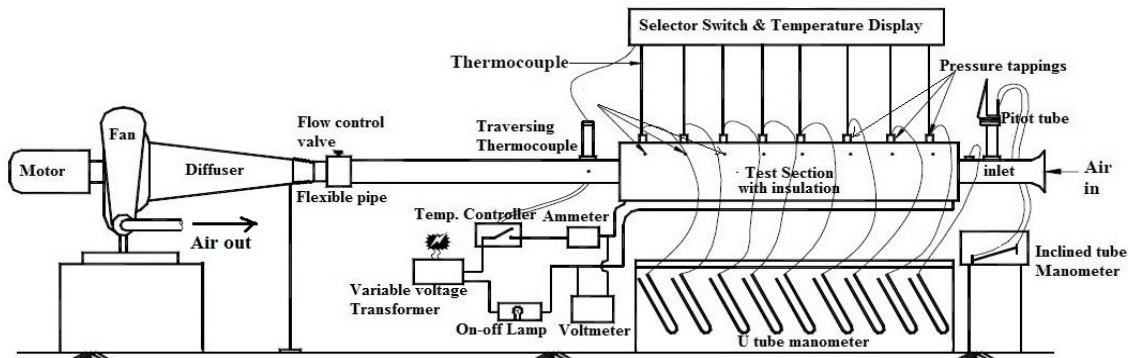 Selector Switch & Temperature Display
Thermocouple
Pressure tappings
Fan
Flow control
valve
Traversing
Thermocouple
Pitot tube
Motor
Diffuser
Test Section
with insulation
inlet
Air
in
Flexible pipe
Temp. Controller
Ammeter
Air out
Inclined tube
Manometer
Variable voltage
Transformer
On-off Lamp
Voltmeter
U tube manometer